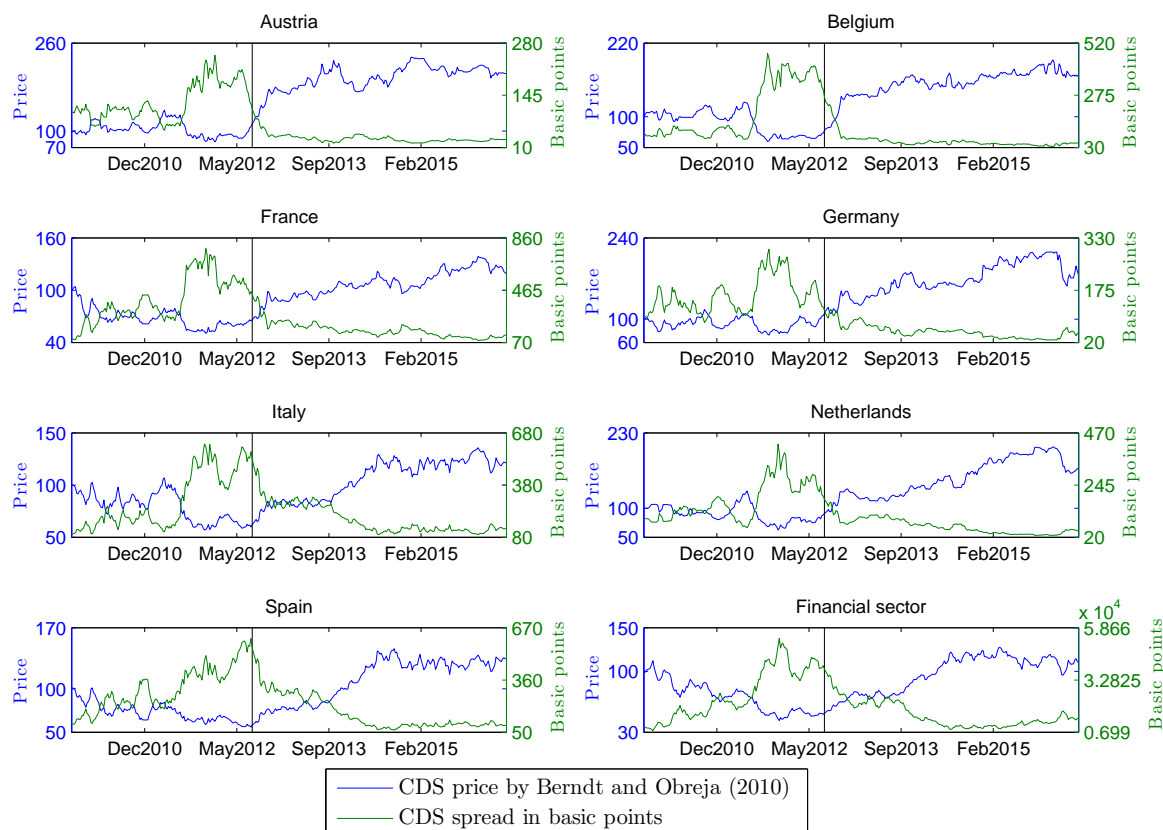 Austria
260
100
70
Price
280
145
10
Basic points
Dec2010 May2012 Sep2013 Feb2015
Belgium
220
100
50
Price
520
275
30
Basic points
Dec2010 May2012 Sep2013 Feb2015
France
160
100
40
Price
860
465
70
Basic points
Dec2010 May2012 Sep2013 Feb2015
Germany
240
100
60
Price
330
175
20
Basic points
Dec2010 May2012 Sep2013 Feb2015
Italy
150
100
50
Price
680
380
80
Basic points
Dec2010 May2012 Sep2013 Feb2015
Netherlands
230
100
50
Price
470
245
20
Basic points
Dec2010 May2012 Sep2013 Feb2015
Spain
170
100
50
Price
670
360
50
Basic points
Dec2010 May2012 Sep2013 Feb2015
Financial sector
150
100
30
Price
x 10^4
5.866
3.2825
0.699
Basic points
Dec2010 May2012 Sep2013 Feb2015
CDS price by Berndt and Obreja (2010)
CDS spread in basic points